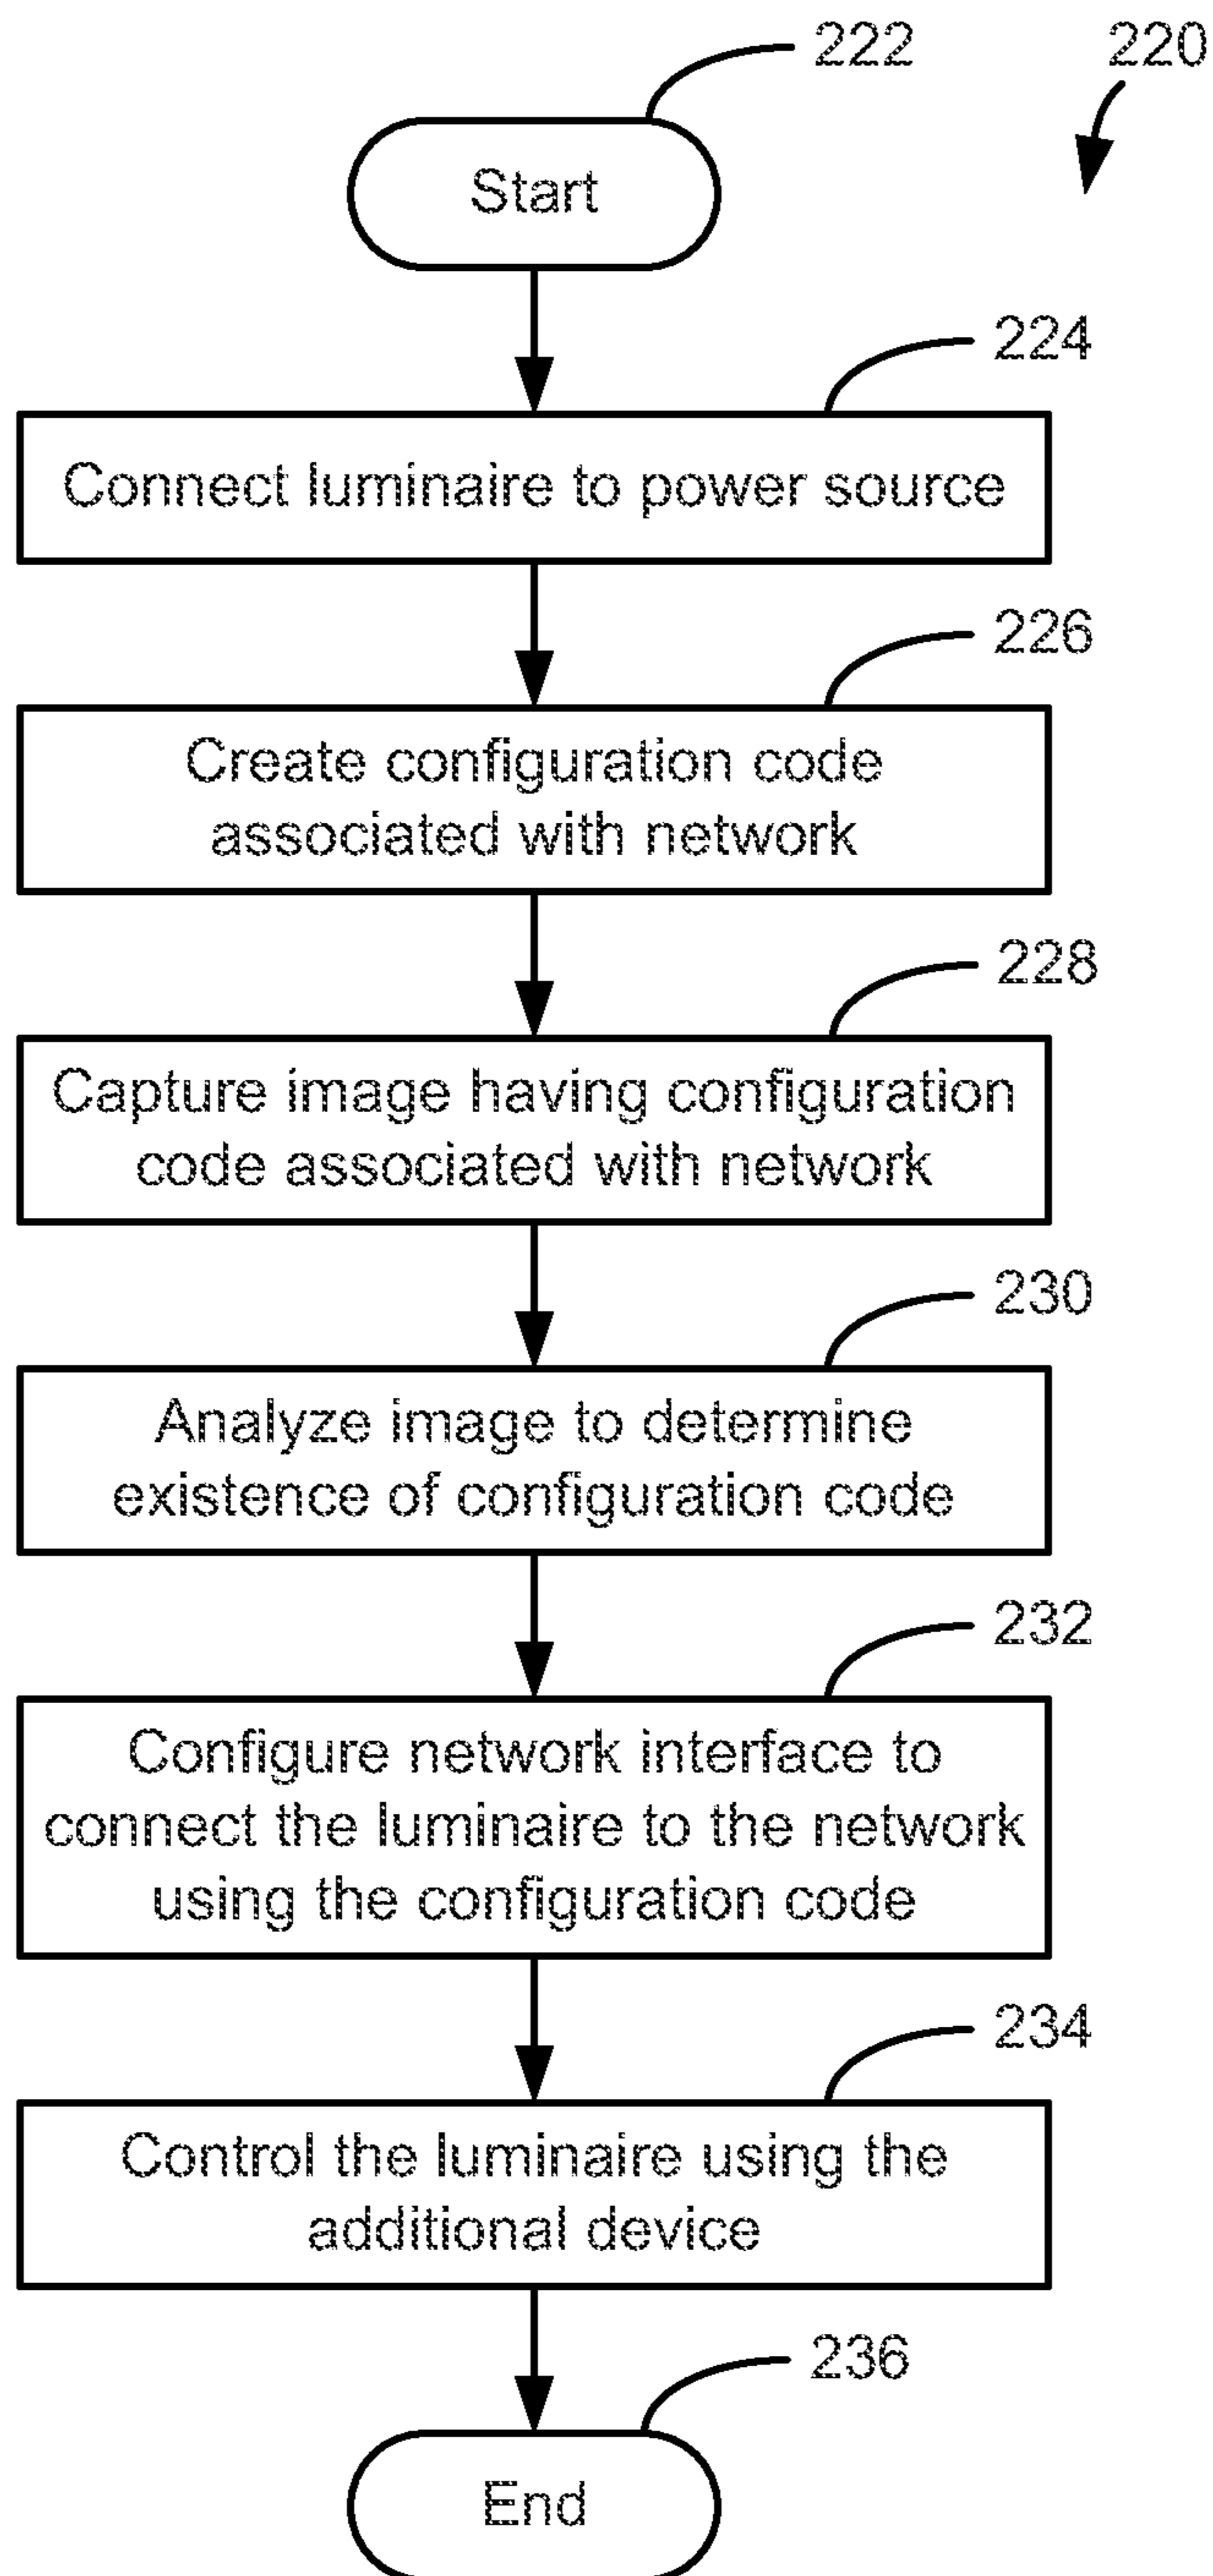 222
220
Start
224
Connect luminaire to power source
226
Create configuration code
associated with network
228
Capture image having configuration
code associated with network
230
Analyze image to determine
existence of configuration code
232
Configure network interface to
connect the luminaire to the network
using the configuration code
234
Control the luminaire using the
additional device
236
End